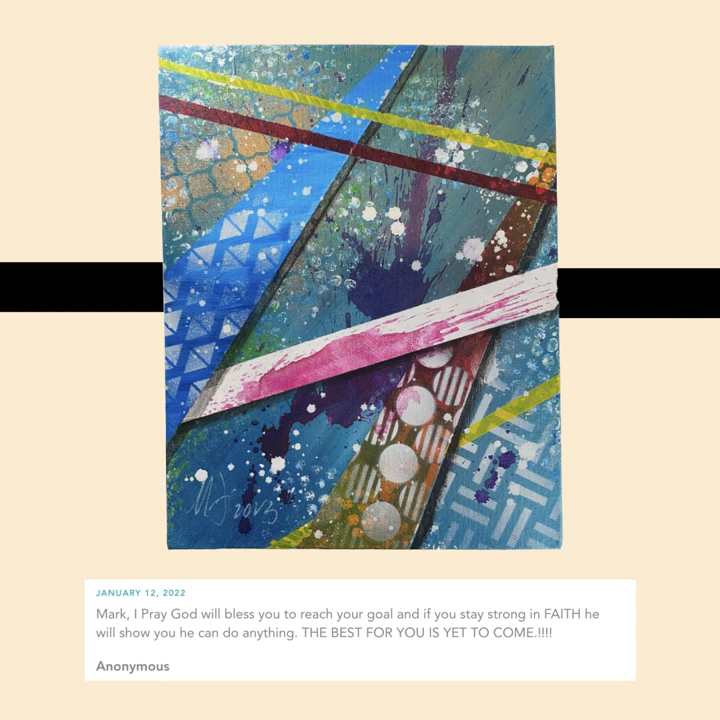 2023
JANUARY 12, 2022
Mark, I Pray God will bless you to reach your goal and if you stay strong in FAITH he
will show you he can do anything. THE BEST FOR YOU IS YET TO COME.!!!!
Anonymous